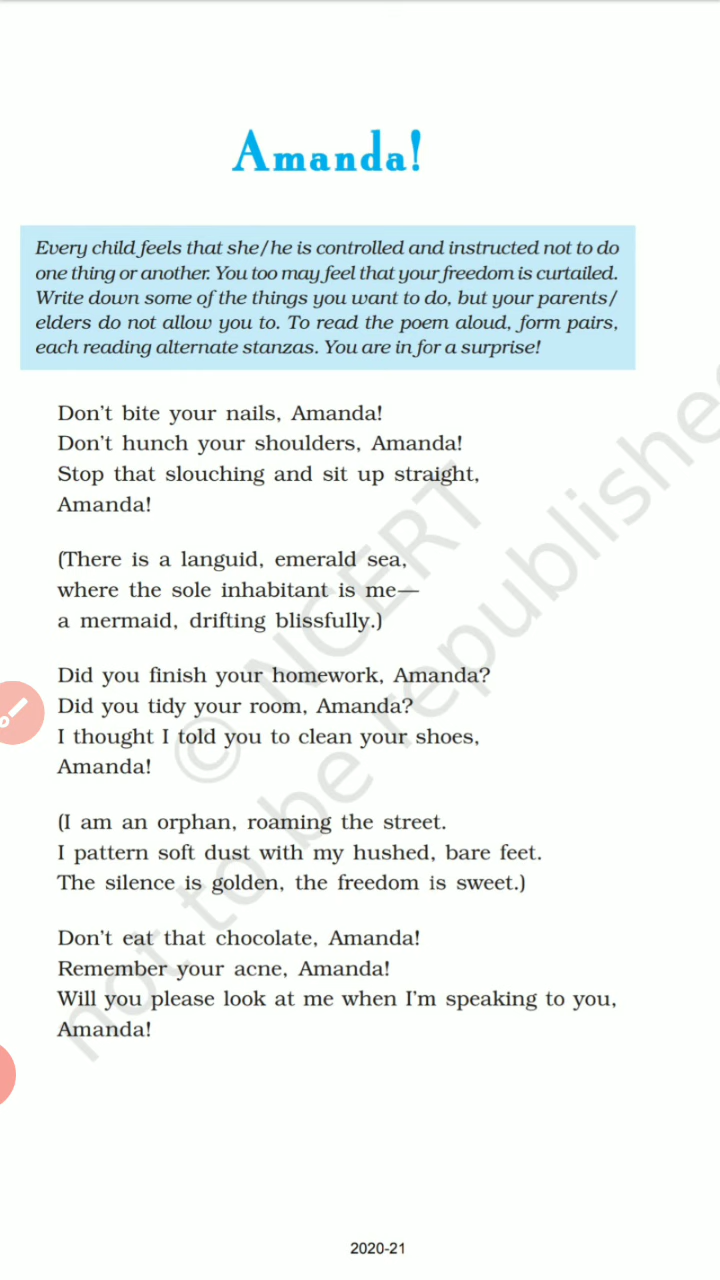 Amanda!
Every child feels that she/he is controlled and instructed not to do
one thing or another. You too may feel that your freedom is curtailed.
Write down some of the things you want to do, but your parents/
elders do not allow you to. To read the poem aloud, form pairs,
each reading alternate stanzas. You are in for a surprise!
Don't bite your nails, Amanda!
Don't hunch your shoulders, Amanda!
Stop that slouching and sit up straight,
Amanda!
(There is a languid, emerald sea,
where the sole inhabitant is me—
a mermaid, drifting blissfully.)
Did you finish your homework, Amanda?
Did you tidy your room, Amanda?
I thought I told you to clean your shoes,
Amanda!
(I am an orphan, roaming the street.
I pattern soft dust with my hushed, bare feet.
The silence is golden, the freedom is sweet.)
Don't eat that chocolate, Amanda!
Remember your acne, Amanda!
Will you please look at me when I'm speaking to you,
Amanda!
© NCERT
not to be republished
2020-21